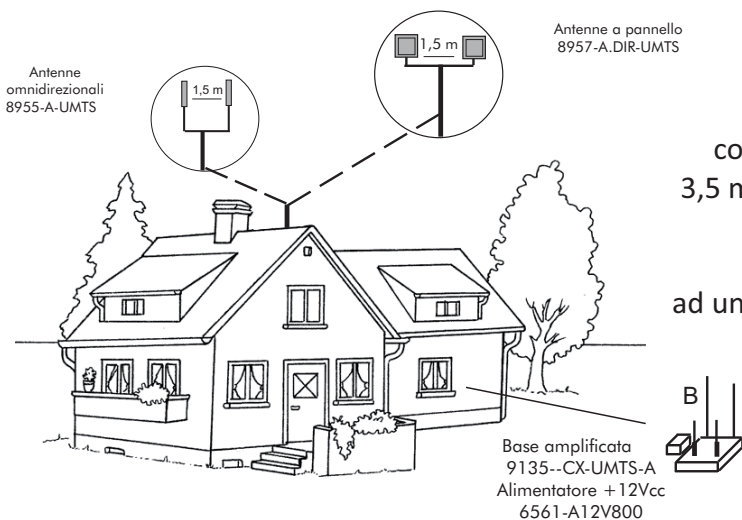 Antenne a pannello
8957-A.DIR-UMTS
1,5 m
Antenne
omnidirezionali
8955-A-UMTS
1,5 m
co
3,5 m
ad um
B
Base amplificata
9135--CX-UMTS-A
Alimentatore +12Vcc
6561-A12V800